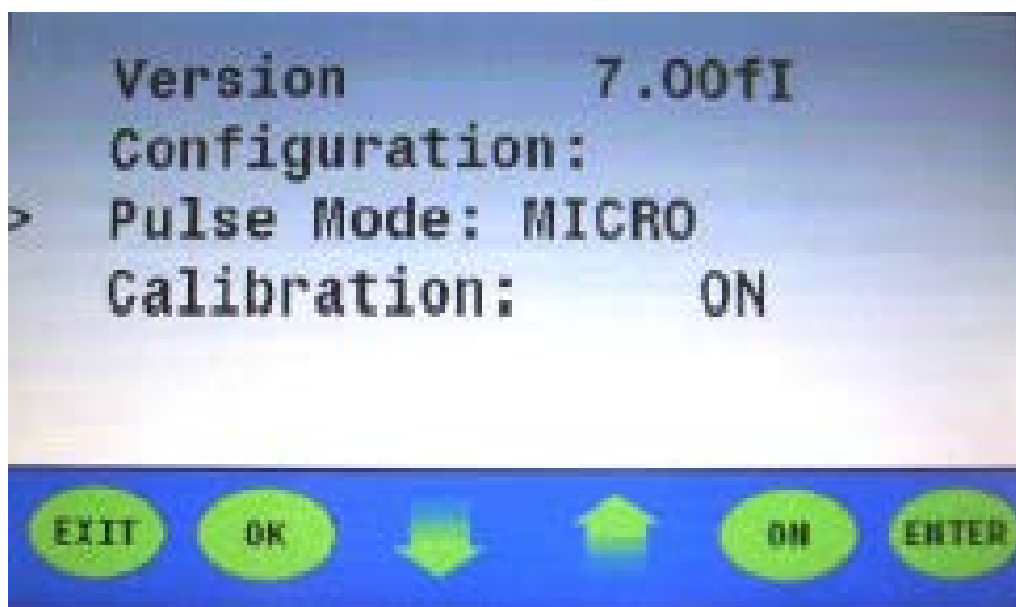 Version 7.00fI
Configuration:
> Pulse Mode: MICRO
Calibration: ON
EXIT OK ON ENTER